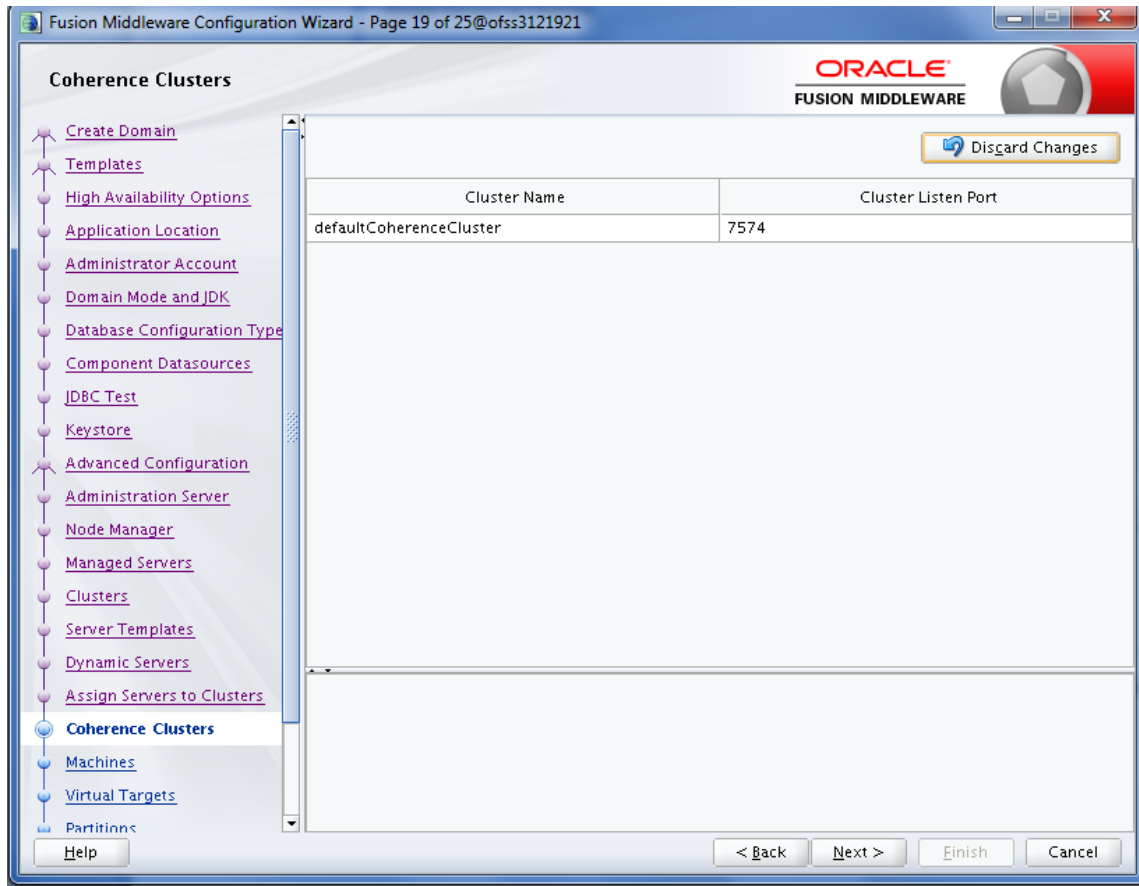 Fusion Middleware Configuration Wizard - Page 19 of 25@ofss3121921
Coherence Clusters
ORACLE®
FUSION MIDDLEWARE
Create Domain
Templates
High Availability Options
Application Location
Administrator Account
Domain Mode and JDK
Database Configuration Type
Component Datasources
JDBC Test
Keystore
Advanced Configuration
Administration Server
Node Manager
Managed Servers
Clusters
Server Templates
Dynamic Servers
Assign Servers to Clusters
Coherence Clusters
Machines
Virtual Targets
Partitions
Discard Changes
Cluster Name Cluster Listen Port
defaultCoherenceCluster 7574
Help < Back Next > Finish Cancel